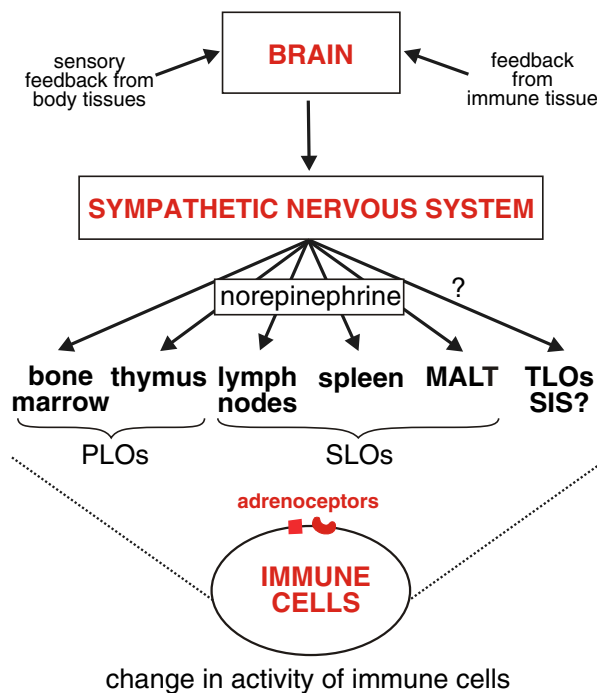 BRAIN
sensory
feedback from
body tissues
feedback
from
immune tissue
SYMPATHETIC NERVOUS SYSTEM
norepinephrine
?
bone
marrow
thymus
lymph
nodes
spleen
MALT
TLOs
SIS?
PLOs
SLOs
adrenoceptors
IMMUNE
CELLS
change in activity of immune cells